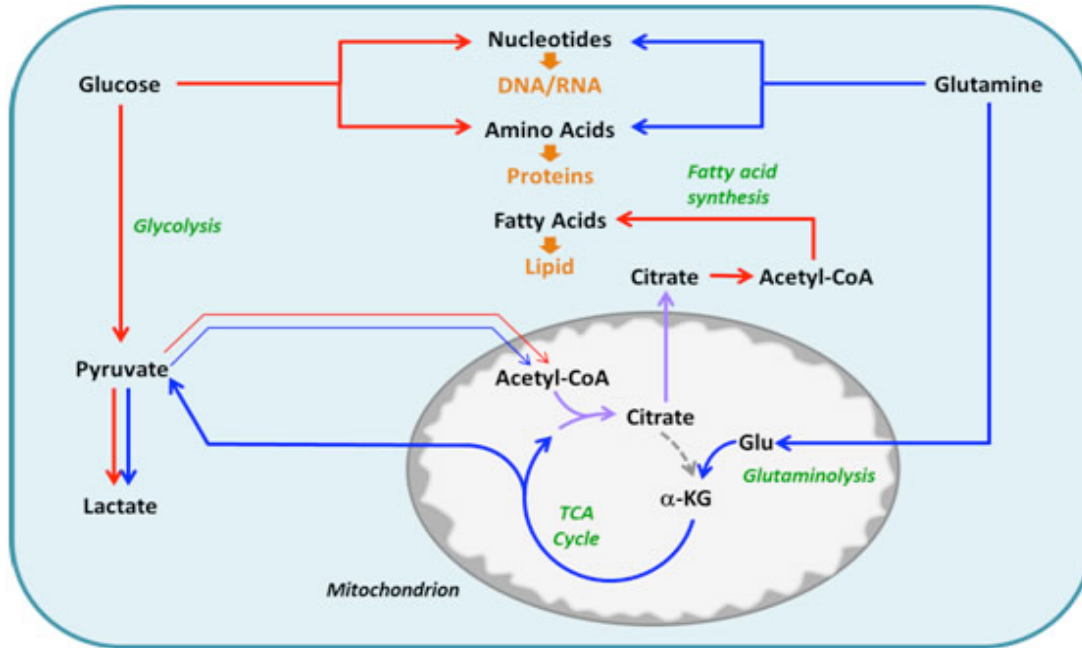 Nucleotides
Glucose
DNA/RNA
Glutamine
Amino Acids
Proteins
Fatty acid
synthesis
Glycolysis
Fatty Acids
Lipid
Citrate
Acetyl-CoA
Pyruvate
Acetyl-CoA
Citrate
Glu
Glutaminolysis
Lactate
α-KG
TCA
Cycle
Mitochondrion